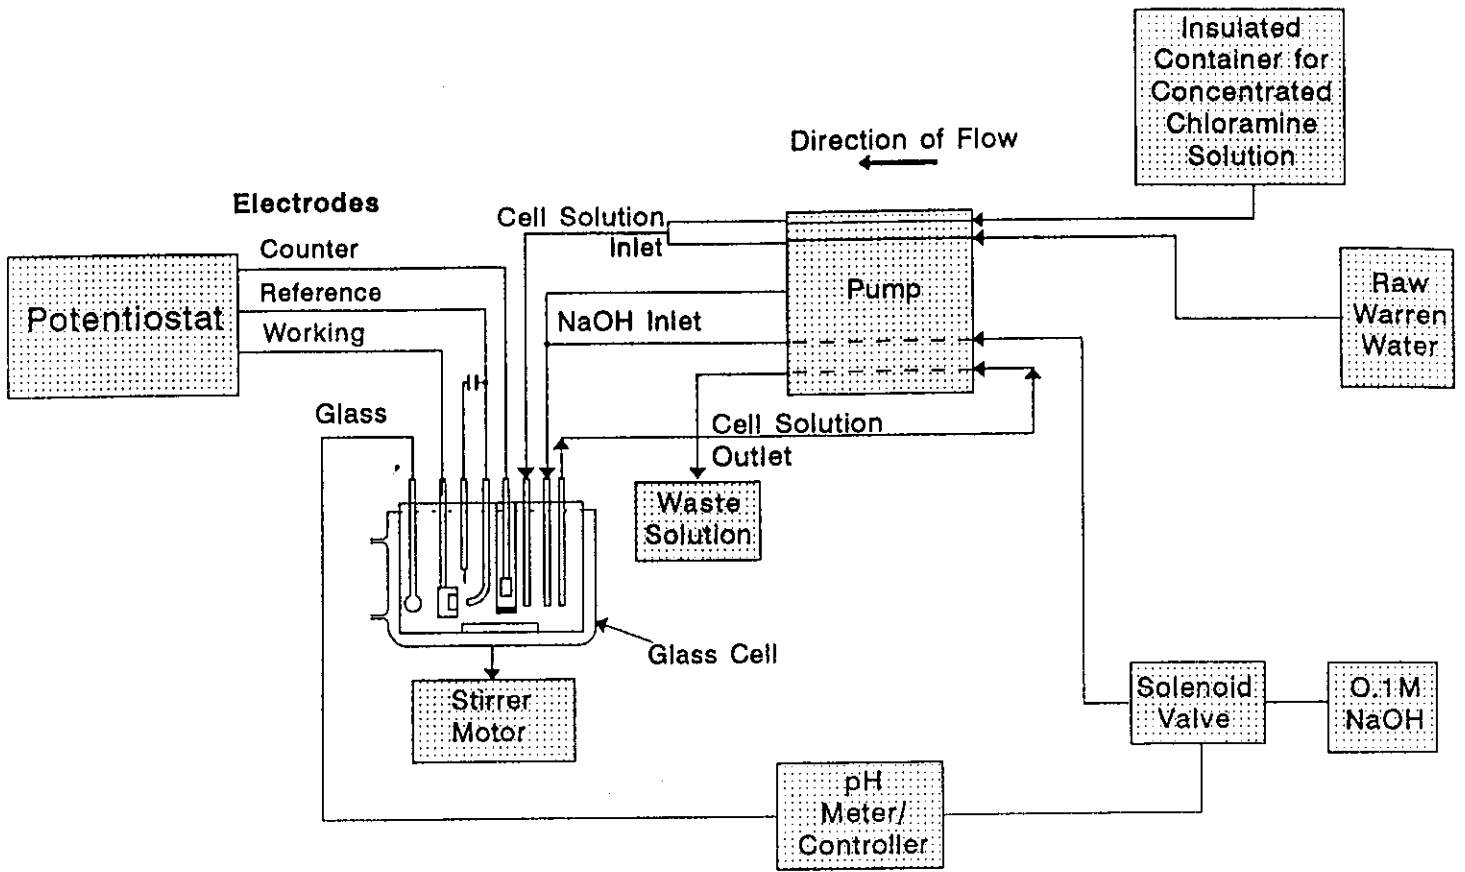 Insulated
Container for
Concentrated
Chloramine
Solution
Direction of Flow
Electrodes
Cell Solution
Inlet
Counter
Reference
Working
Potentiostat
Pump
NaOH Inlet
Raw
Warren
Water
Glass
Cell Solution
Outlet
Waste
Solution
Glass Cell
Stirrer
Motor
Solenoid
Valve
0.1M
NaOH
pH
Meter/
Controller